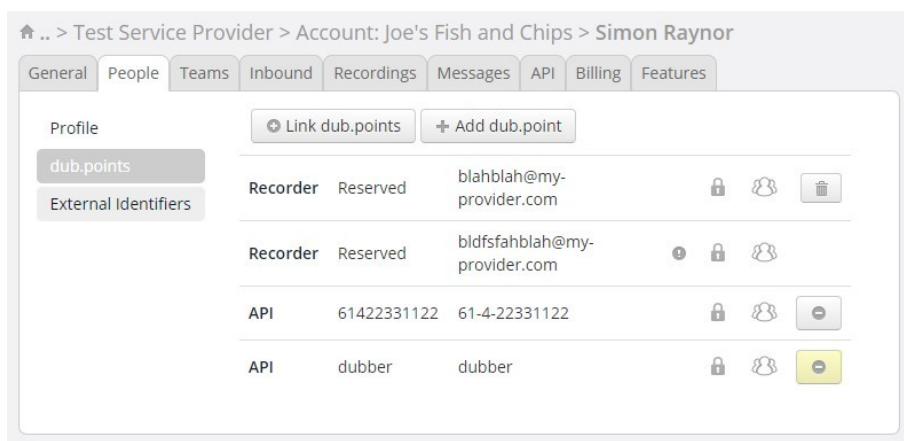 .. > Test Service Provider > Account: Joe's Fish and Chips > Simon Raynor
General People Teams Inbound Recordings Messages API Billing Features
Profile
dub.points
External Identifiers
Link dub.points + Add dub.point
Recorder Reserved blahblah@my-
provider.com
Recorder Reserved bldfsfahblah@my-
provider.com
API 61422331122 61-4-22331122
API dubber dubber